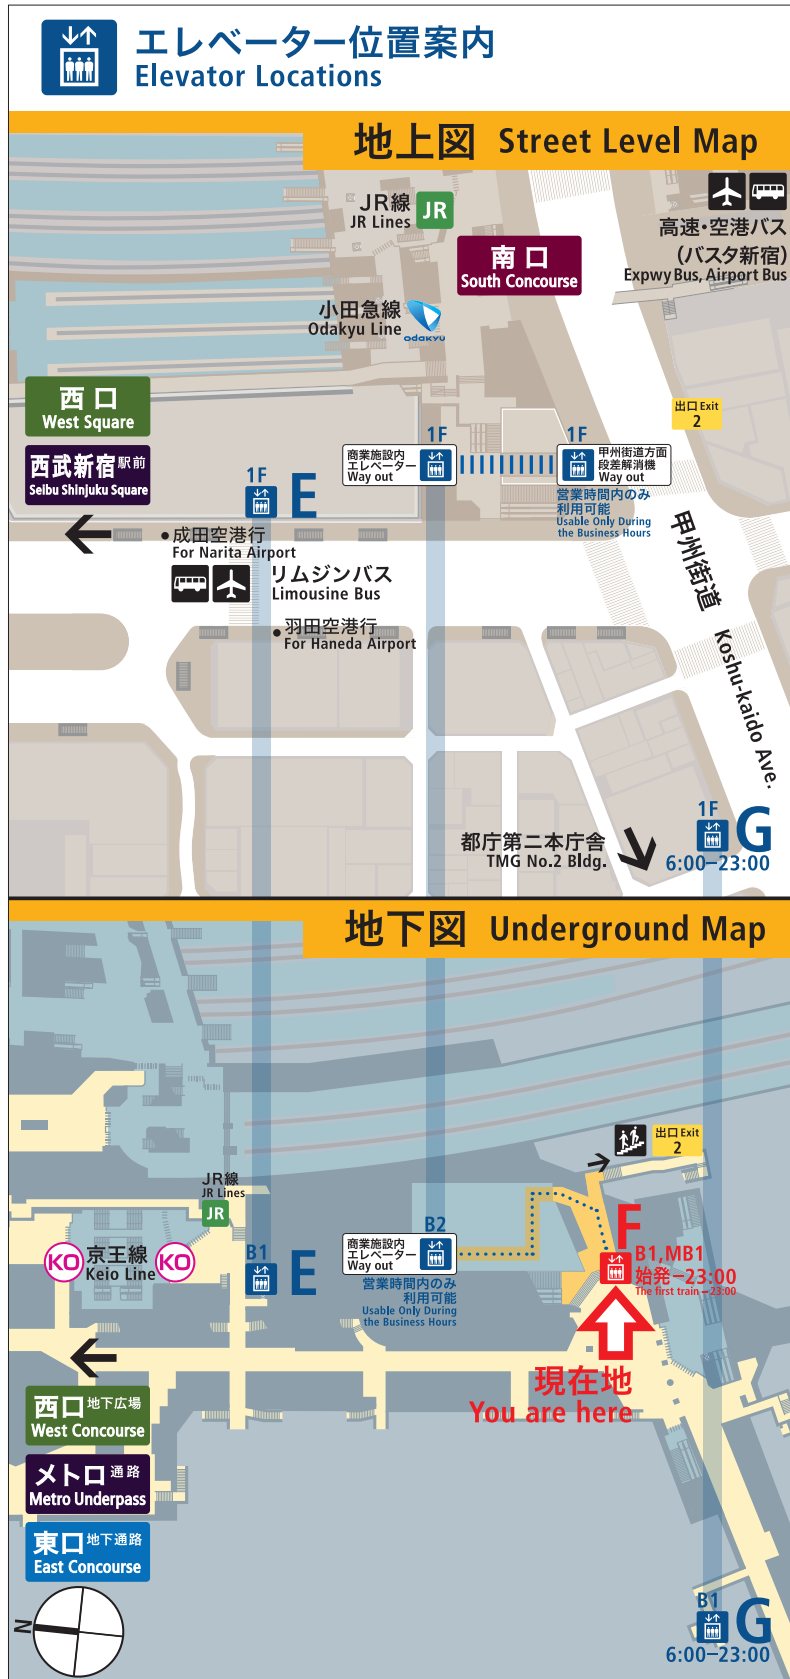 エレベーター位置案内
Elevator Locations
地上図 Street Level Map
JR線
JR Lines
JR
南口
South Concourse
高速・空港バス
(バスタ新宿)
Expwy Bus, Airport Bus
小田急線
Odakyu Line
ODAKYU
西口
West Square
西武新宿駅前
Seibu Shinjuku Square
出口 Exit
2
1F
E
1F
商業施設内
エレベーター
Way out
1F
甲州街道方面
段差解消機
Way out
営業時間内のみ
利用可能
Usable Only During
the Business Hours
成田空港行
For Narita Airport
リムジンバス
Limousine Bus
羽田空港行
For Haneda Airport
甲州街道
Koshu-kaido Ave.
都庁第二本庁舎
TMG No.2 Bldg.
1F
G
6:00−23:00
地下図 Underground Map
出口 Exit
2
JR線
JR Lines
JR
KO
京王線
Keio Line
KO
B1
E
B2
商業施設内
エレベーター
Way out
営業時間内のみ
利用可能
Usable Only During
the Business Hours
F
B1,MB1
始発−23:00
The first train − 23:00
現在地
You are here
西口地下広場
West Concourse
メトロ通路
Metro Underpass
東口地下通路
East Concourse
N
B1
G
6:00−23:00